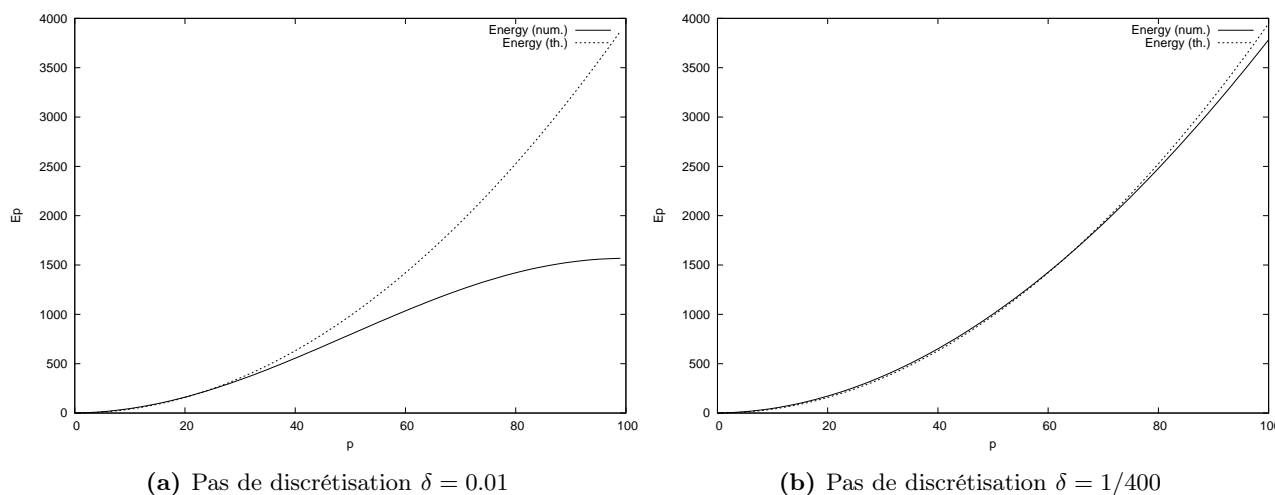 4000
3500
3000
2500
2000
1500
1000
500
0
Ep
0 20 40 60 80 100
p
Energy (num.)
Energy (th.)
(a) Pas de discrétisation δ = 0.01
4000
3500
3000
2500
2000
1500
1000
500
0
Ep
0 20 40 60 80 100
p
Energy (num.)
Energy (th.)
(b) Pas de discrétisation δ = 1/400